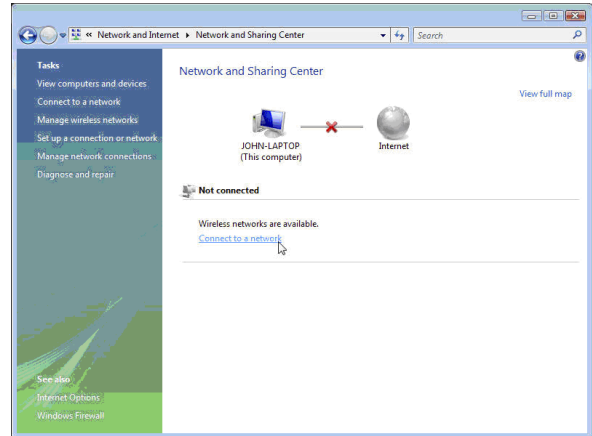 « Network and Internet ▸ Network and Sharing Center
Search
Tasks
View computers and devices
Connect to a network
Manage wireless networks
Set up a connection or network
Manage network connections
Diagnose and repair
See also
Internet Options
Windows Firewall
Network and Sharing Center
View full map
JOHN-LAPTOP
(This computer)
Internet
Not connected
Wireless networks are available.
Connect to a network